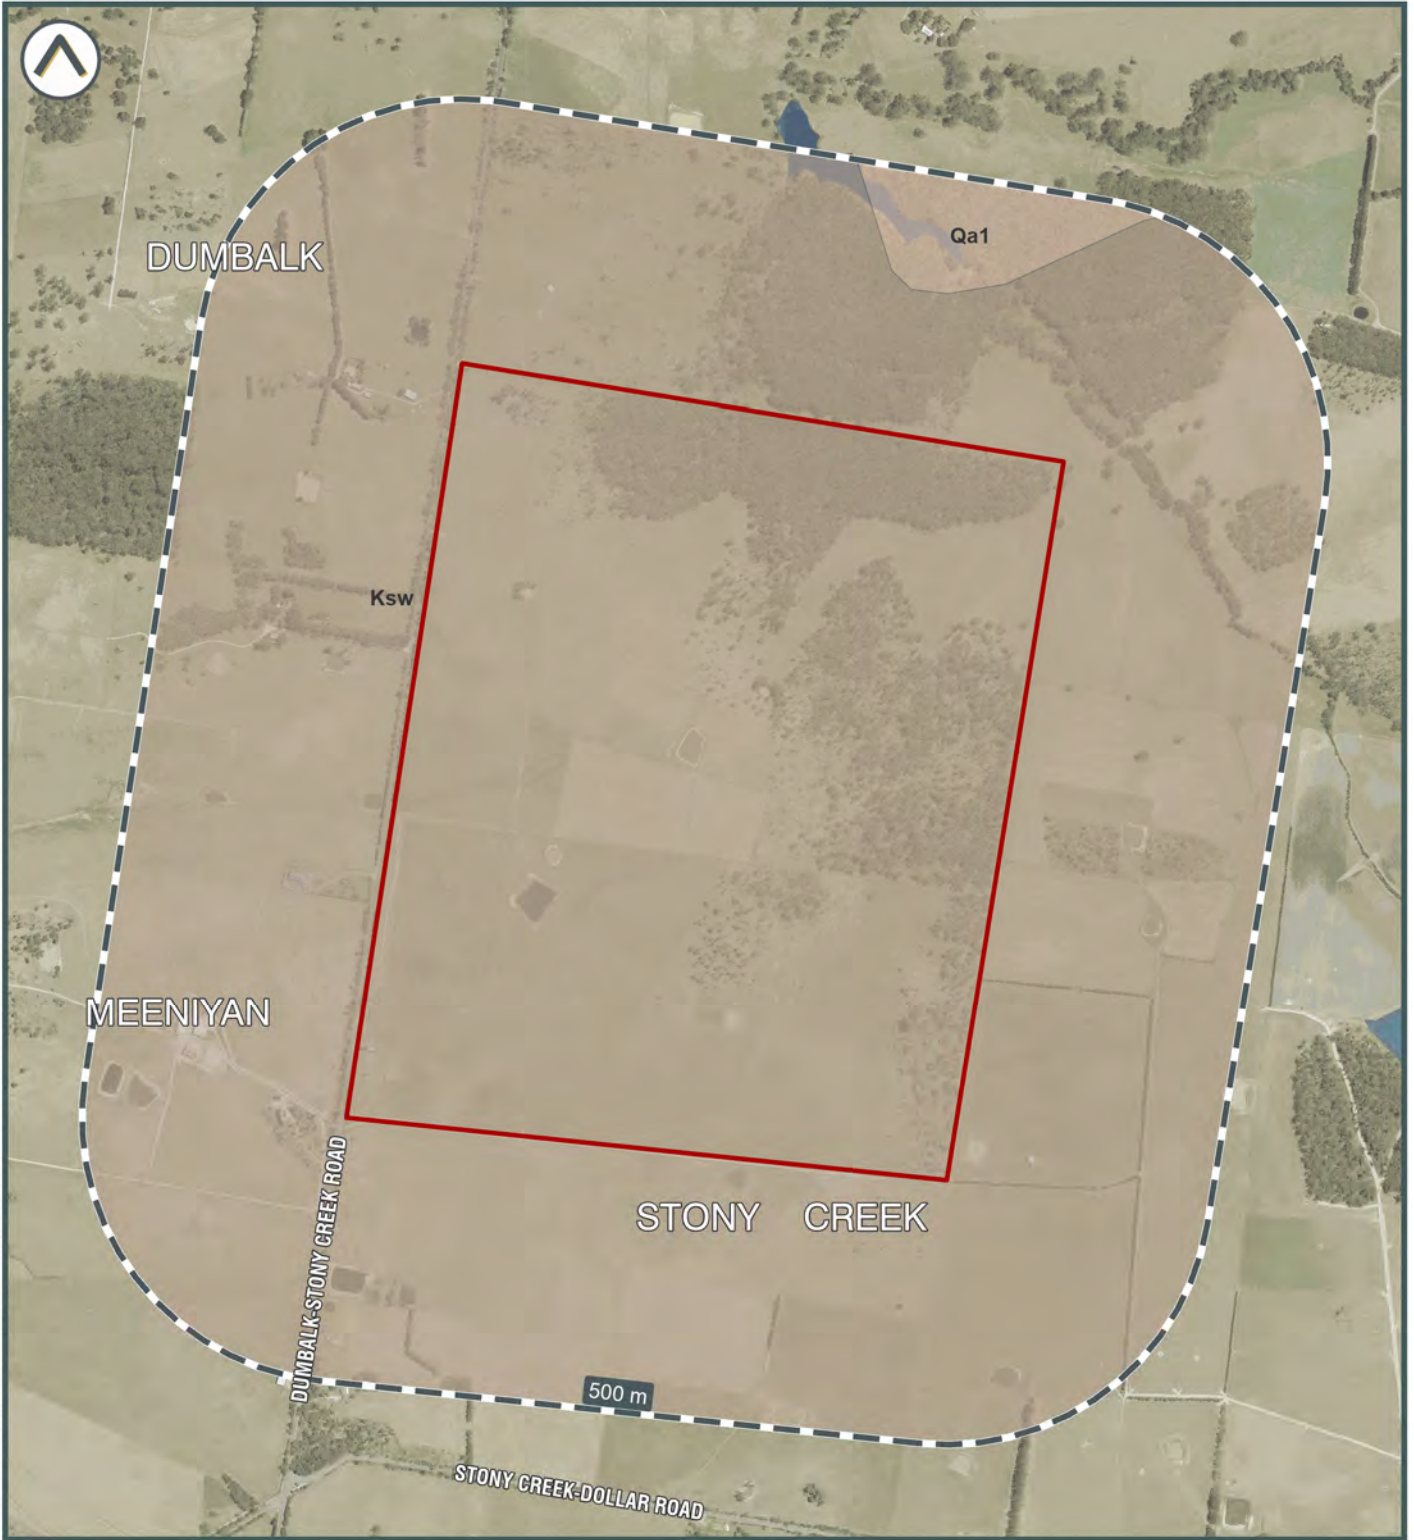 Qa1
DUMBALK
Ksw
MEENIYAN
DUMBALK-STONY CREEK ROAD
STONY CREEK
500 m
STONY CREEK-DOLLAR ROAD